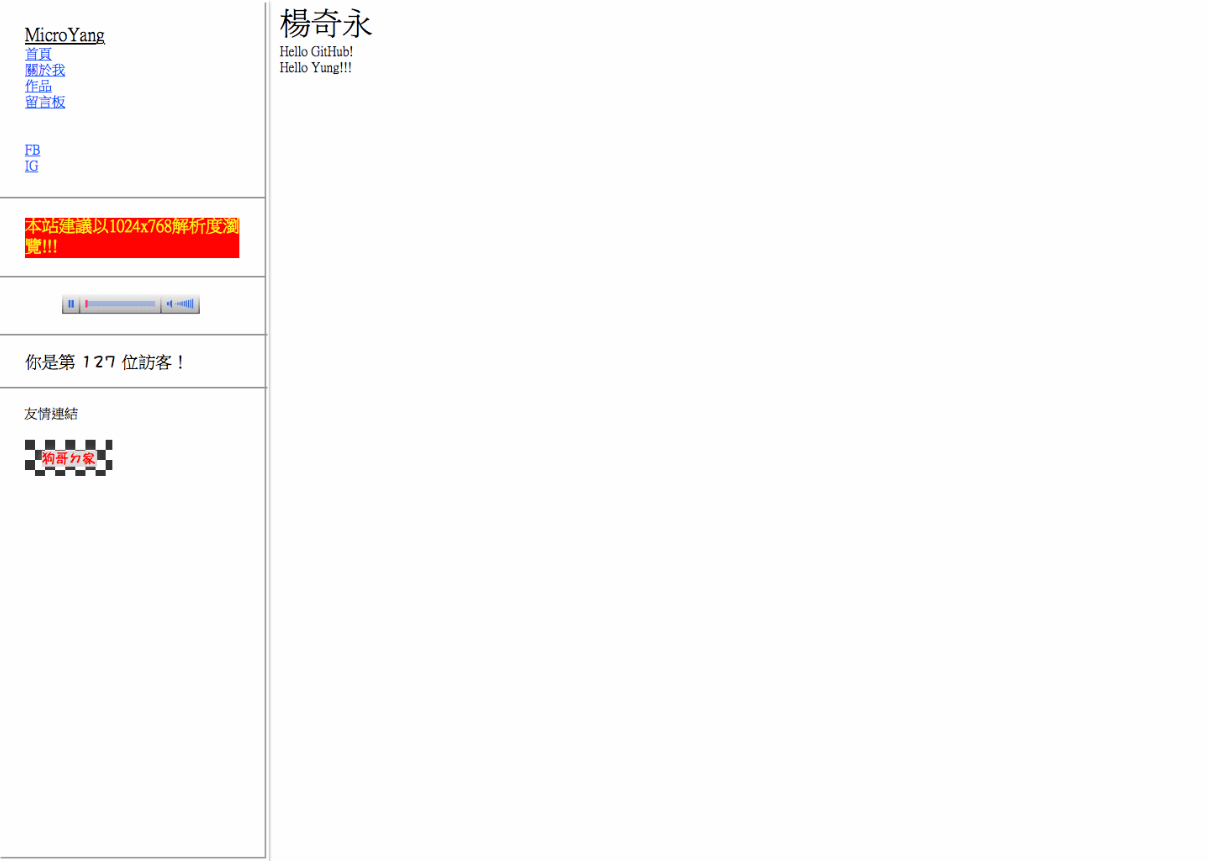 MicroYang
首頁
關於我
作品
留言板
FB
IG
本站建議以1024x768解析度瀏
覽!!!
你是第 127 位訪客！
友情連結
狗哥ㄉ家
楊奇永
Hello GitHub!
Hello Yung!!!